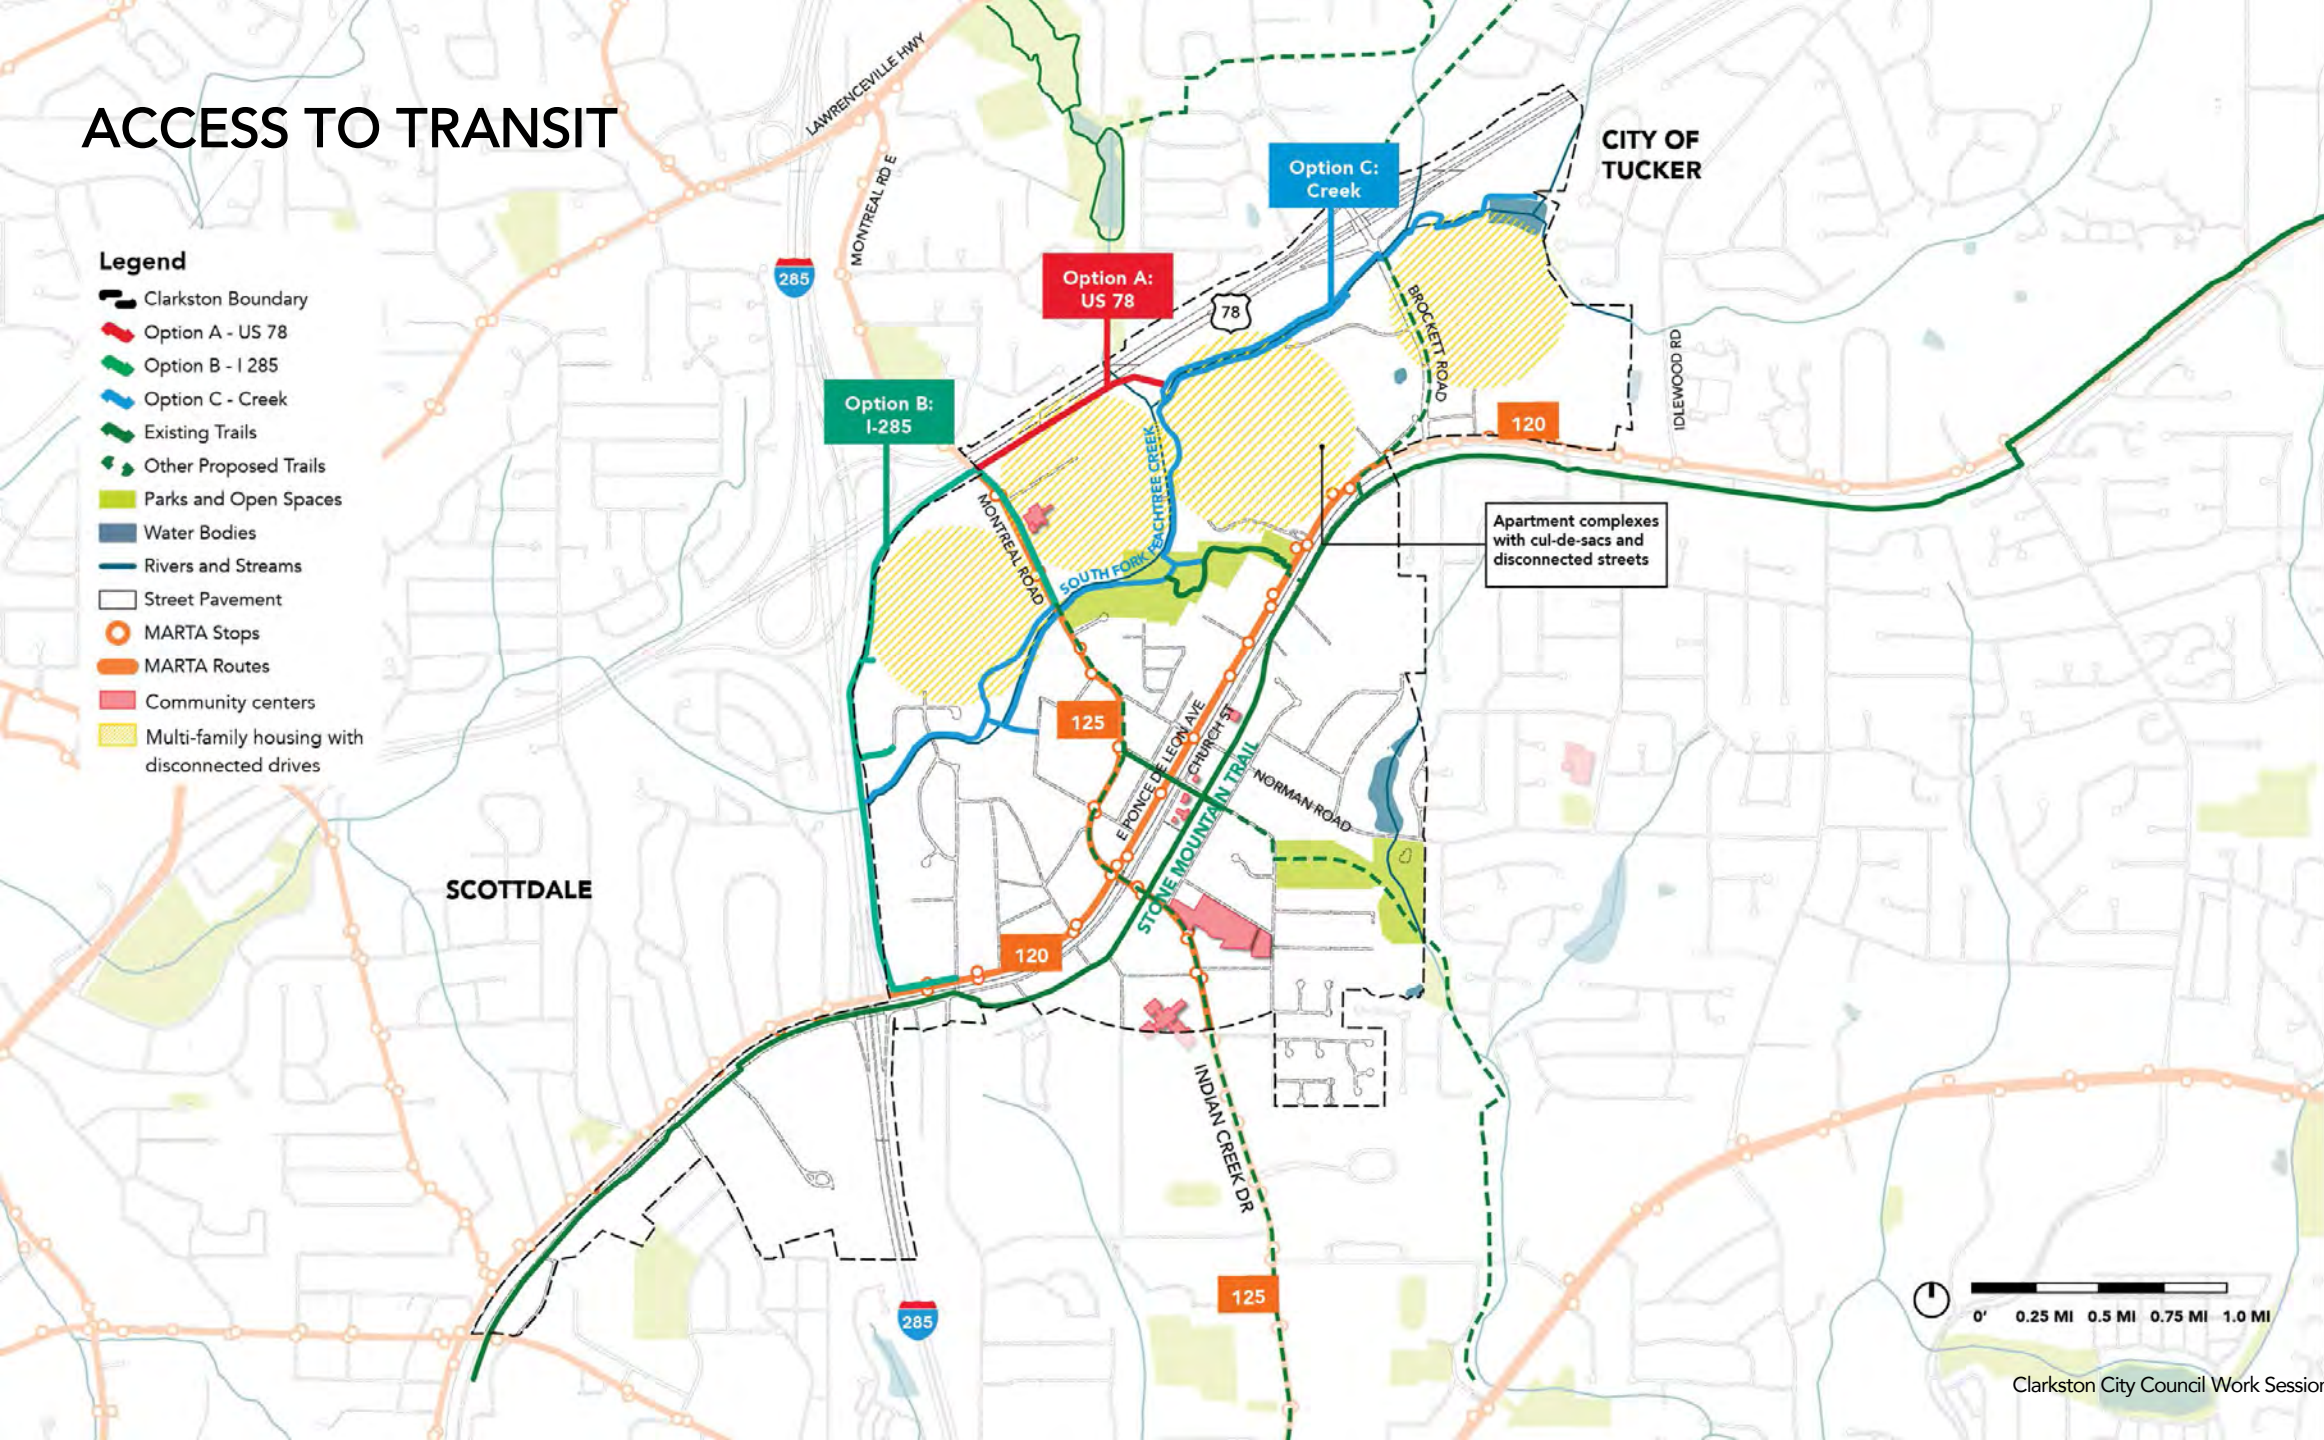 ACCESS TO TRANSIT
LAWRENCEVILLE HWY
MONTREAL RD E
CITY OF
TUCKER
Option C:
Creek
Option A:
US 78
78
285
Legend
Clarkston Boundary
Option A - US 78
Option B - I 285
Option C - Creek
Existing Trails
Other Proposed Trails
Parks and Open Spaces
Water Bodies
Rivers and Streams
Street Pavement
MARTA Stops
MARTA Routes
Community centers
Multi-family housing with
disconnected drives
Option B:
I-285
BROCKETT ROAD
IDLEWOOD RD
120
MONTREAL ROAD
SOUTH FORK PEACHTREE CREEK
Apartment complexes
with cul-de-sacs and
disconnected streets
125
E PONCE DE LEON AVE
CHURCH ST
STONE MOUNTAIN TRAIL
NORMAN ROAD
SCOTTDALE
120
INDIAN CREEK DR
125
285
0' 0.25 MI 0.5 MI 0.75 MI 1.0 MI
Clarkston City Council Work Session